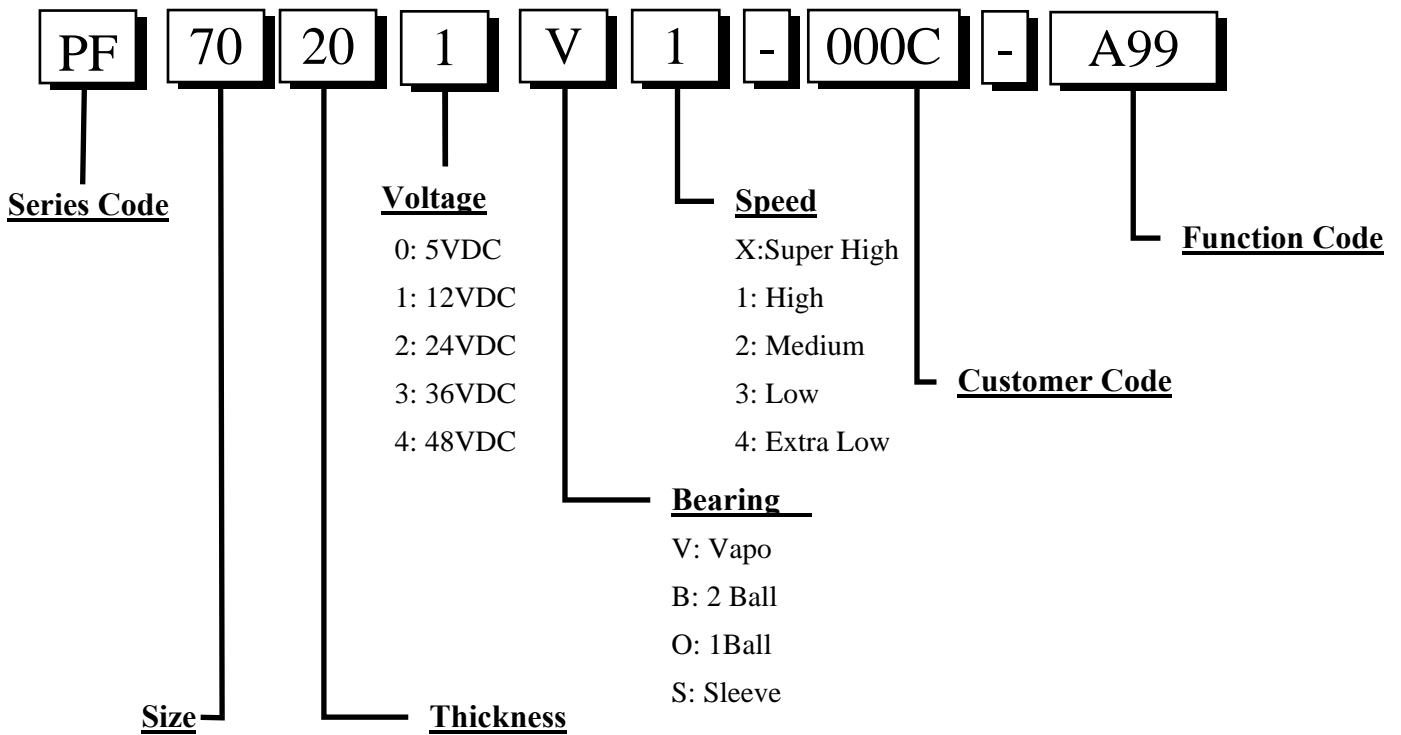 PF 70 20 1 V 1 - 000C - A99
Series Code
Voltage
0: 5VDC
1: 12VDC
2: 24VDC
3: 36VDC
4: 48VDC
Speed
X:Super High
1: High
2: Medium
3: Low
4: Extra Low
Function Code
Customer Code
Bearing
V: Vapo
B: 2 Ball
O: 1Ball
S: Sleeve
Size
Thickness